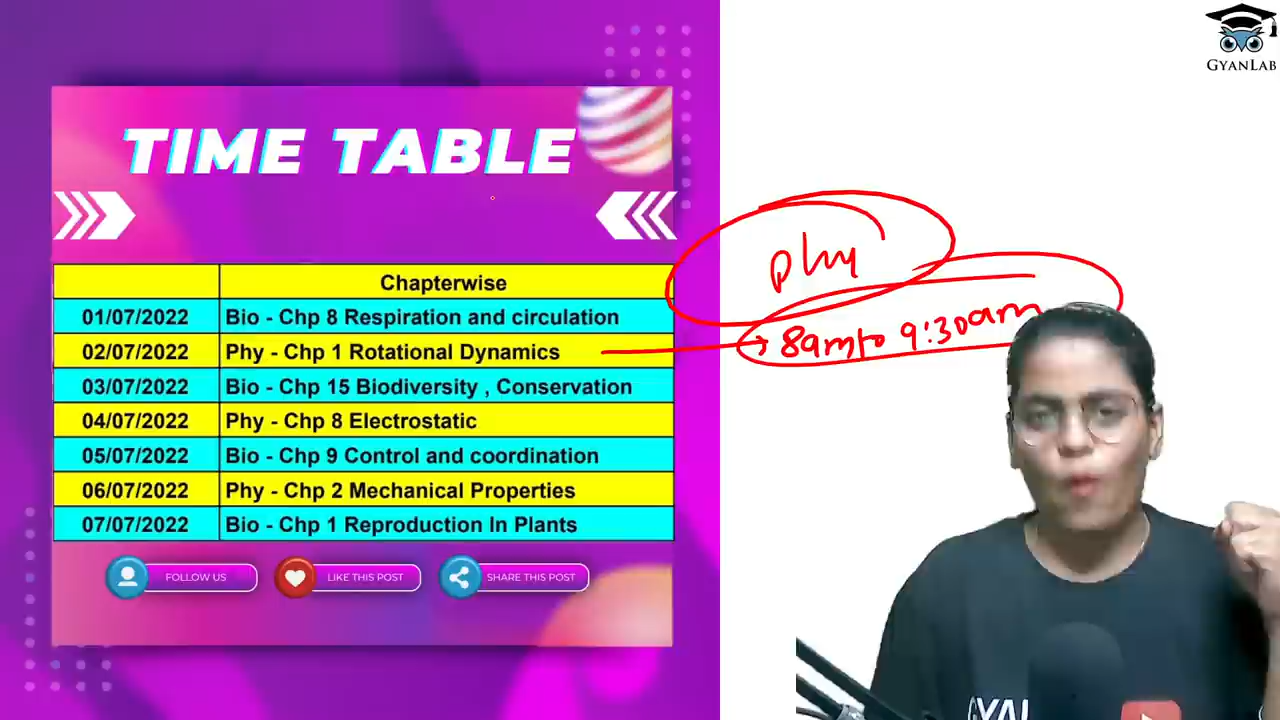 GYANLAB
TIME TABLE
Chapterwise
01/07/2022 Bio - Chp 8 Respiration and circulation
02/07/2022 Phy - Chp 1 Rotational Dynamics
03/07/2022 Bio - Chp 15 Biodiversity , Conservation
04/07/2022 Phy - Chp 8 Electrostatic
05/07/2022 Bio - Chp 9 Control and coordination
06/07/2022 Phy - Chp 2 Mechanical Properties
07/07/2022 Bio - Chp 1 Reproduction In Plants
FOLLOW US
LIKE THIS POST
SHARE THIS POST
phy
8am to 9:30am